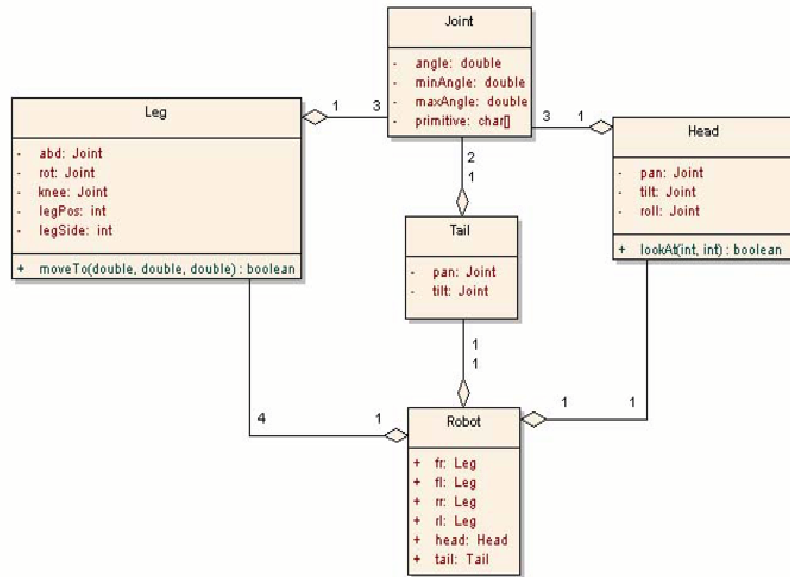 Joint
- angle: double
- minAngle: double
- maxAngle: double
- primitive: char[]
Leg
- abd: Joint
- rot: Joint
- knee: Joint
- legPos: int
- legSide: int
+ moveTo(double, double, double) : boolean
1
3
3
1
Head
- pan: Joint
- tilt: Joint
- roll: Joint
+ lookAt(int, int) : boolean
2
1
Tail
- pan: Joint
- tilt: Joint
1
1
4
1
1
1
Robot
+ fr: Leg
+ fl: Leg
+ rr: Leg
+ rl: Leg
+ head: Head
+ tail: Tail